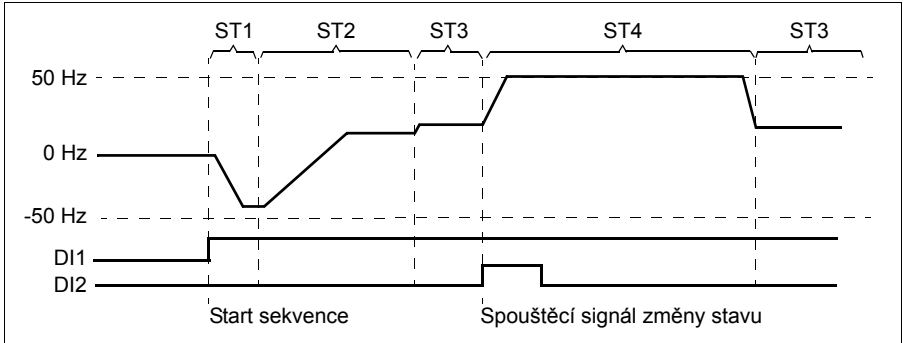 ST1 ST2 ST3 ST4 ST3
50 Hz
0 Hz
-50 Hz
DI1
DI2
Start sekvence Spouštěcí signál změny stavu